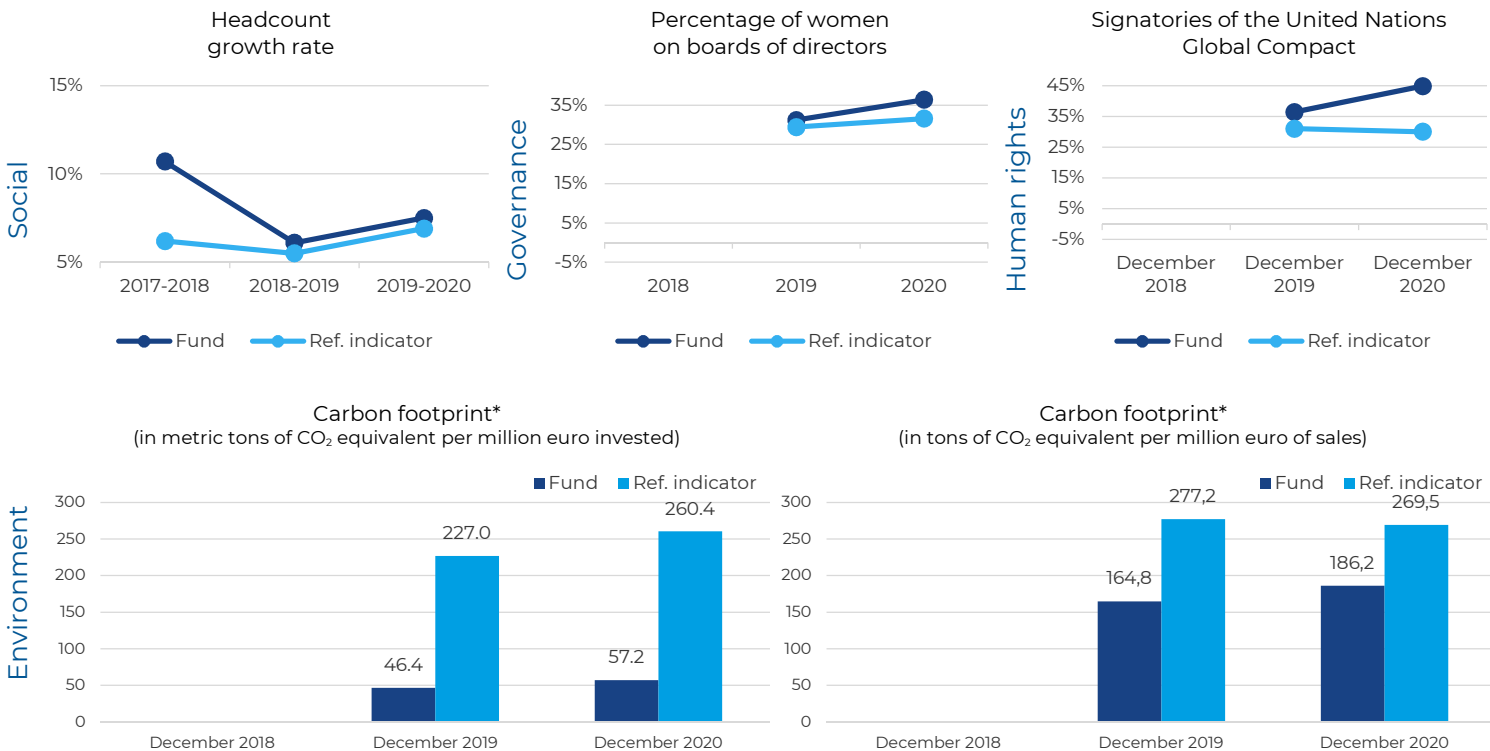 Headcount
growth rate
Social
15%
10%
5%
2017-2018 2018-2019 2019-2020
Fund Ref. indicator
Percentage of women
on boards of directors
Governance
35%
25%
15%
5%
-5%
2018 2019 2020
Fund Ref. indicator
Signatories of the United Nations
Global Compact
Human rights
45%
35%
25%
15%
5%
-5%
December December December
2018 2019 2020
Fund Ref. indicator
Environment
Carbon footprint*
(in metric tons of CO₂ equivalent per million euro invested)
Fund Ref. indicator
300
250
200
150
100
50
0
46.4
227.0
57.2
260.4
December 2018 December 2019 December 2020
Carbon footprint*
(in tons of CO₂ equivalent per million euro of sales)
Fund Ref. indicator
300
250
200
150
100
50
0
164,8
277,2
186,2
269,5
December 2018 December 2019 December 2020